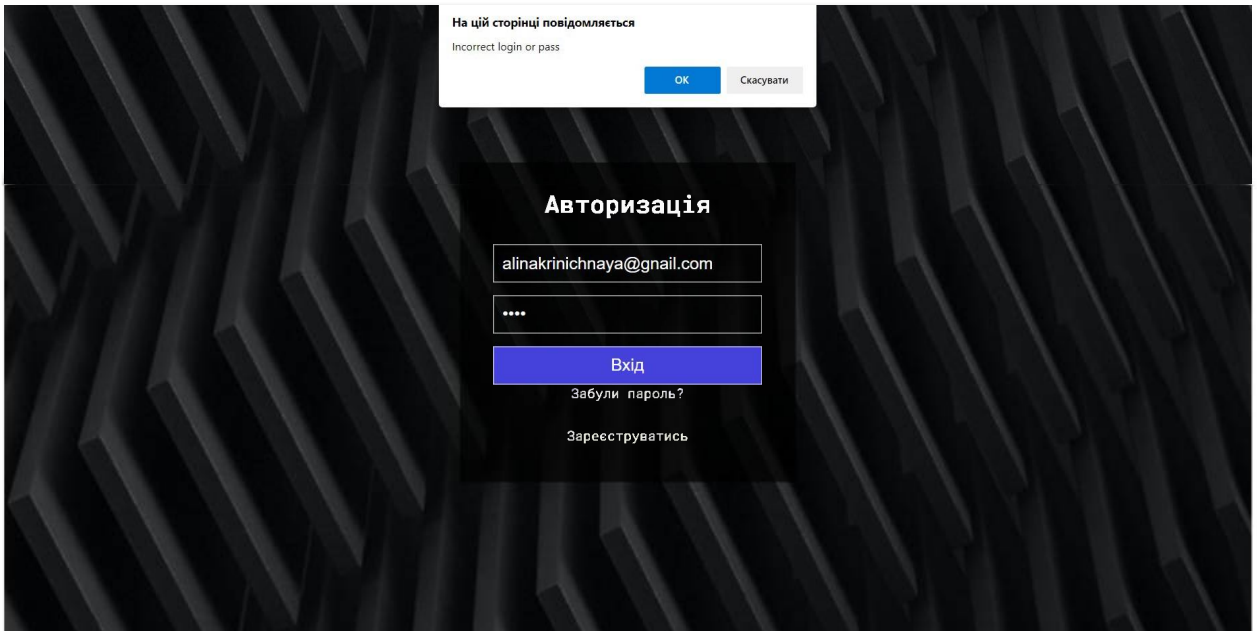 На цій сторінці повідомляється
Incorrect login or pass
ОК
Скасувати
Авторизація
alinakrinichnaya@gnail.com
••••
Вхід
Забули пароль?
Зареєструватись